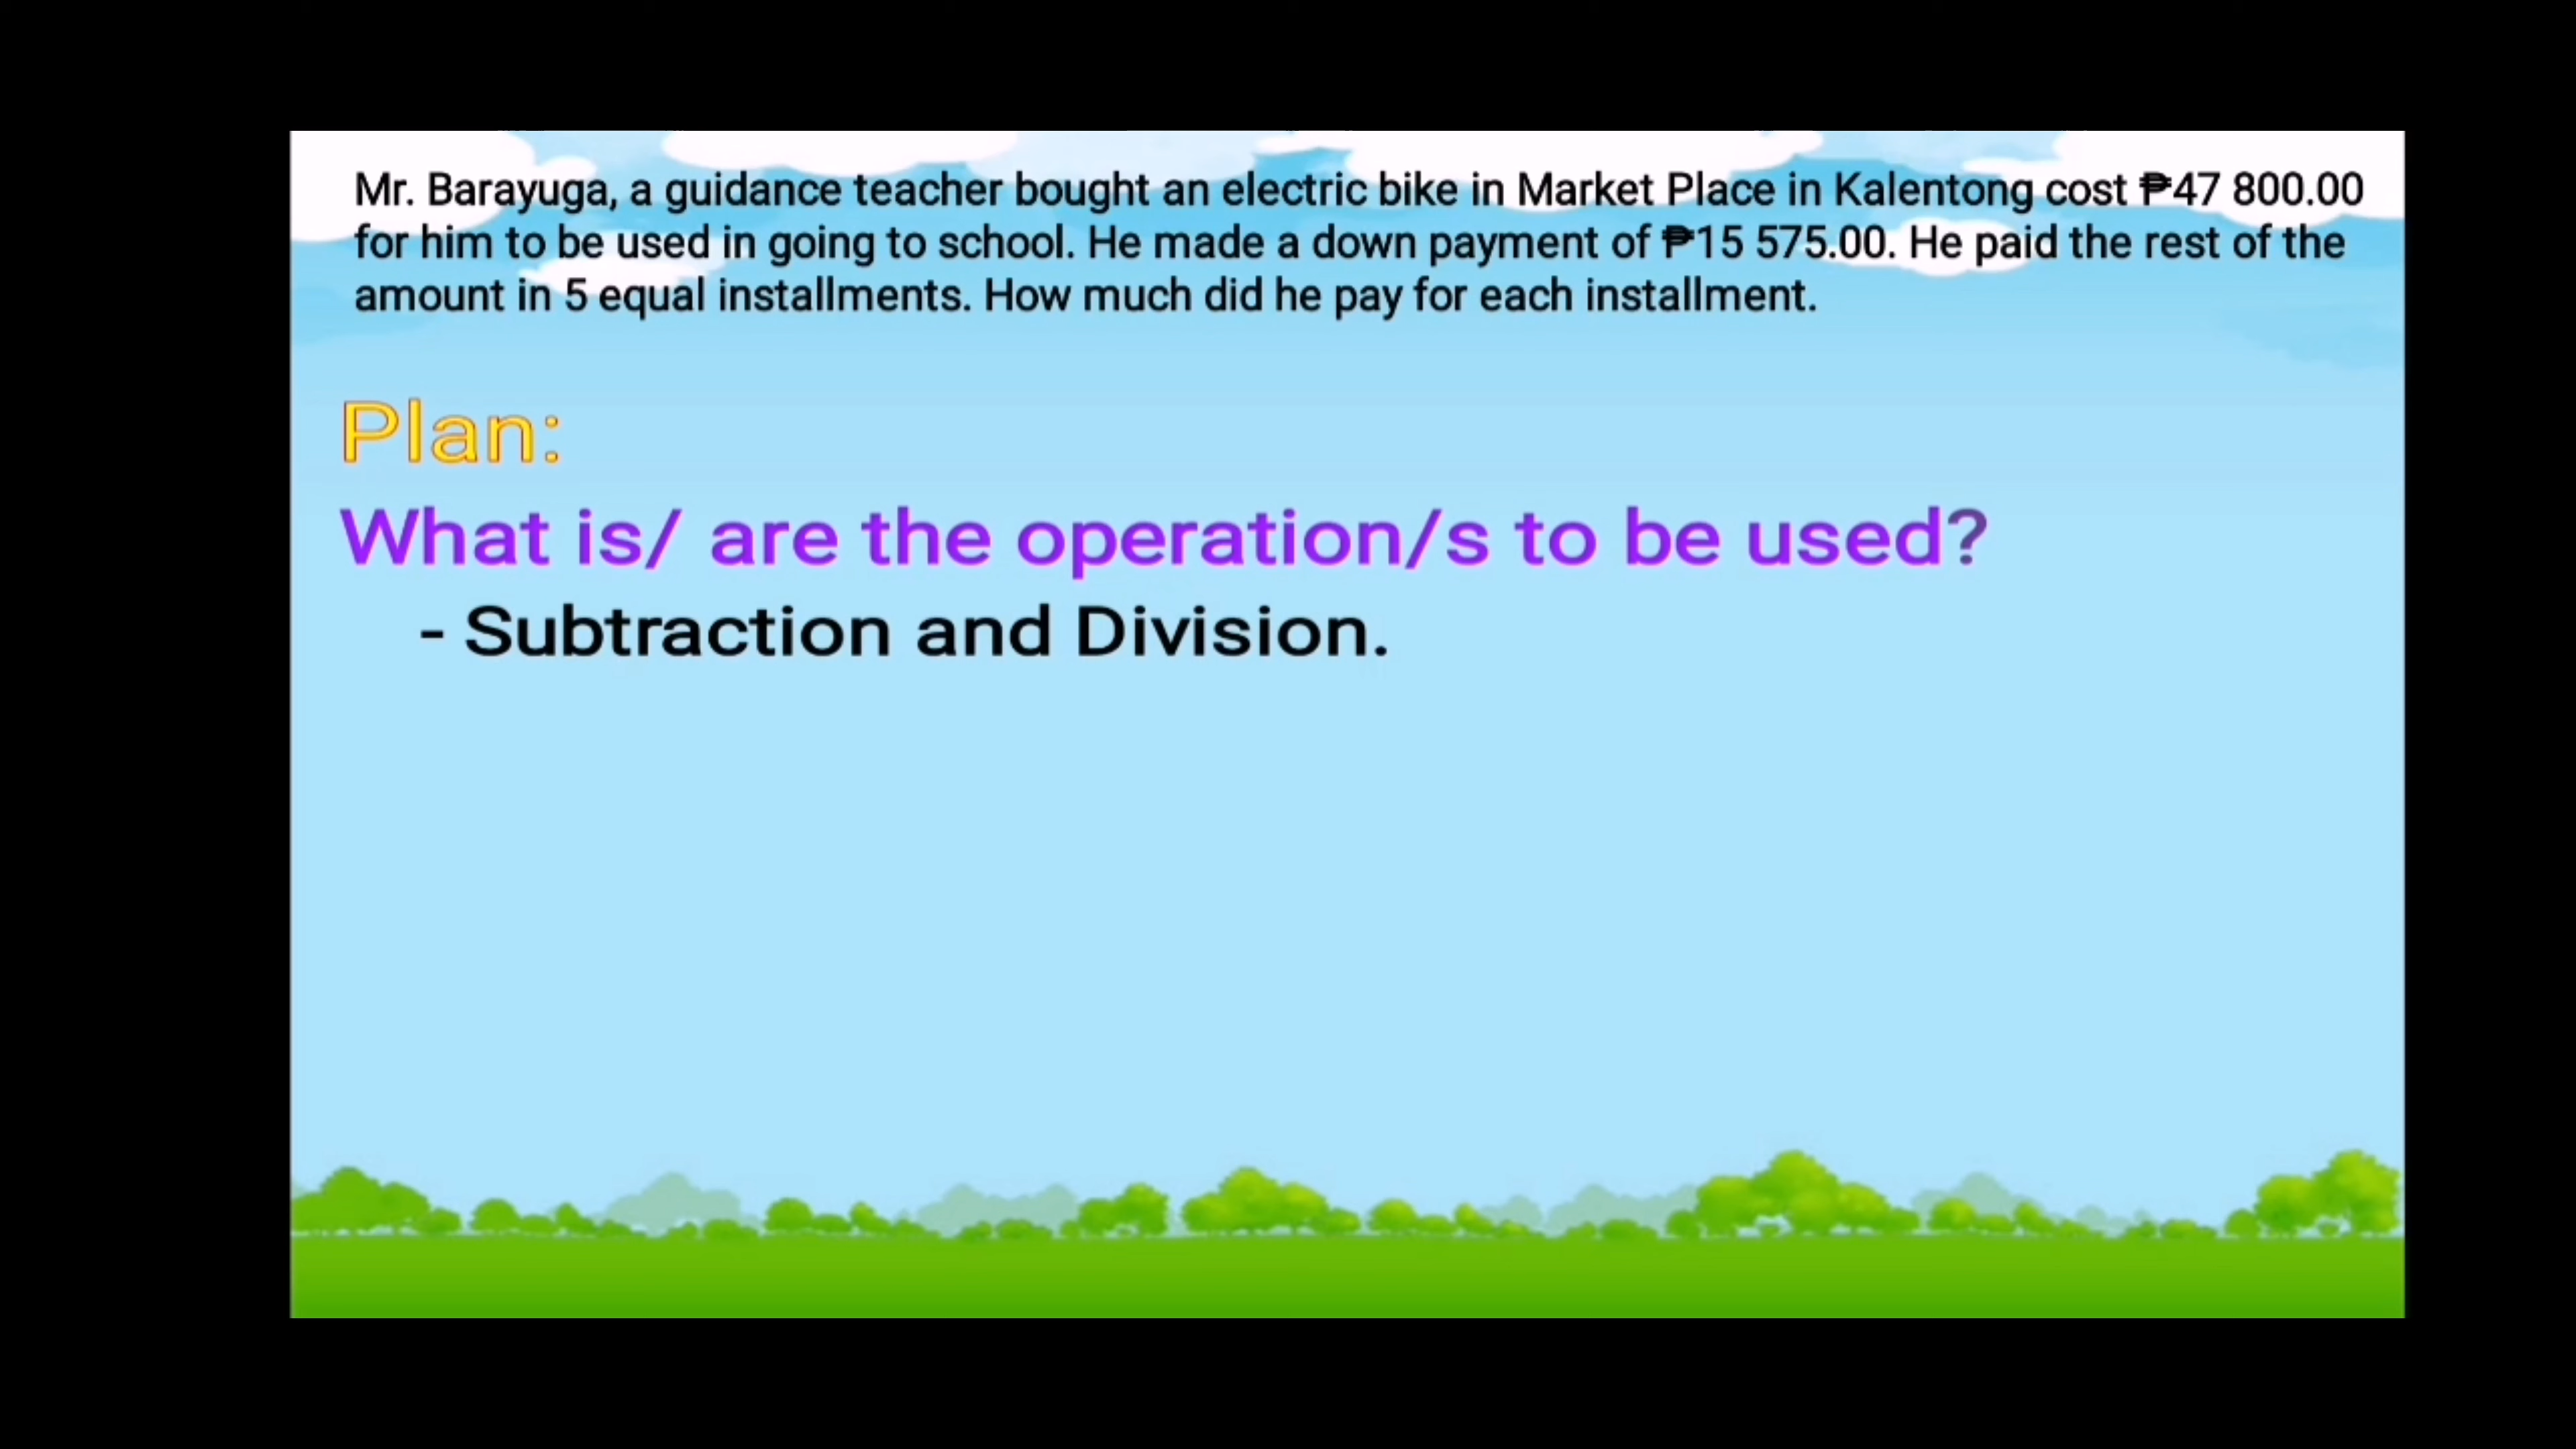 Mr. Barayuga, a guidance teacher bought an electric bike in Market Place in Kalentong cost ₱47 800.00
for him to be used in going to school. He made a down payment of ₱15 575.00. He paid the rest of the
amount in 5 equal installments. How much did he pay for each installment.
Plan:
What is/ are the operation/s to be used?
- Subtraction and Division.